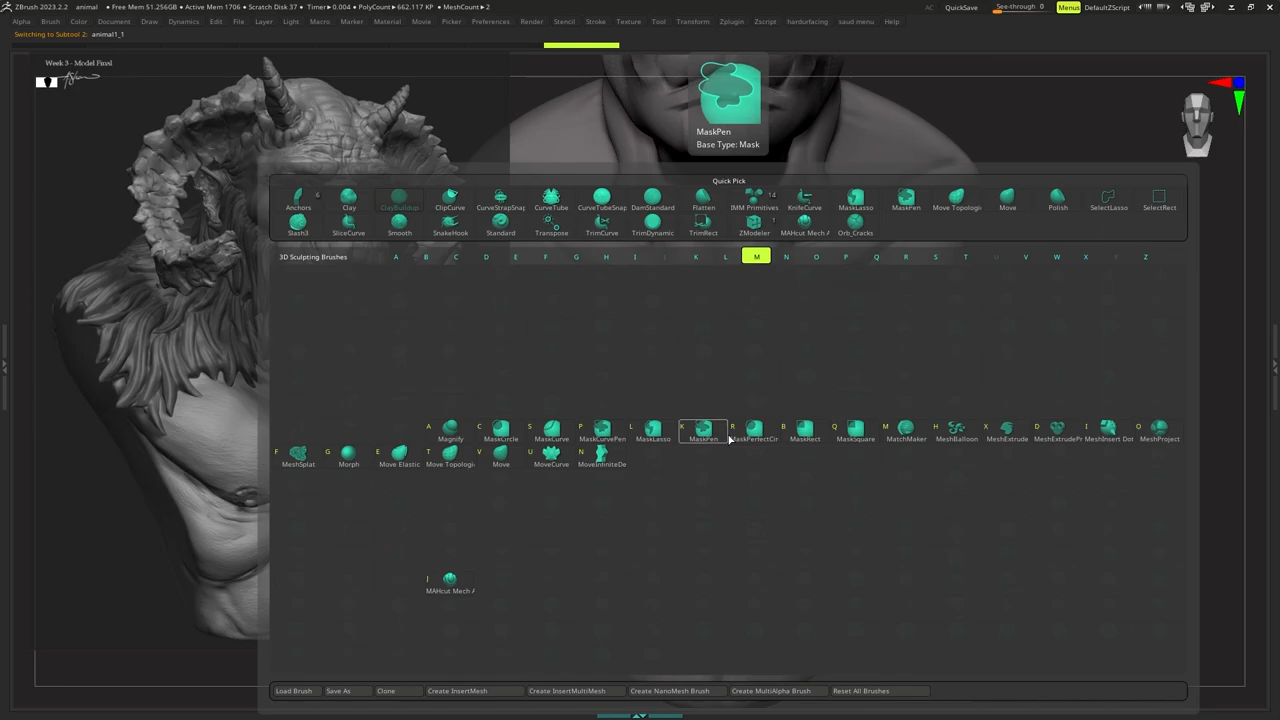 ZBrush 2023.2.2 animal • Free Mem 51.256GB • Active Mem 1706 • Scratch Disk 37 • Timer▸0.004 • PolyCount▸662.117 KP • MeshCount▸2 AC QuickSave See-through 0 Menus DefaultZScript
Alpha Brush Color Document Draw Dynamics Edit File Layer Light Macro Marker Material Movie Picker Preferences Render Stencil Stroke Texture Tool Transform Zplugin Zscript hardurfacing saud menu Help
Switching to Subtool 2: animal1_1
Week 3 - Model Final
MaskPen
Base Type: Mask
Quick Pick
6 14
Anchors Clay ClayBuildup ClipCurve CurveStrapSnap CurveTube CurveTubeSnap DamStandard Flatten IMM Primitives KnifeCurve MaskLasso MaskPen Move Topologi Move Polish SelectLasso SelectRect
1
Slash3 SliceCurve Smooth SnakeHook Standard Transpose TrimCurve TrimDynamic TrimRect ZModeler MAHcut Mech A Orb_Cracks
3D Sculpting Brushes A B C D E F G H I K L M N O P Q R S T U V W X Y Z
A C S P L K R B Q M H X D I O
Magnify MaskCircle MaskCurve MaskCurvePen MaskLasso MaskPen MaskPerfectCir MaskRect MaskSquare MatchMaker MeshBalloon MeshExtrude MeshExtrudePr MeshInsert Dot MeshProject
F G E T V U N
MeshSplat Morph Move Elastic Move Topologi Move MoveCurve MoveInfiniteDe
J
MAHcut Mech A
Load Brush Save As Clone Create InsertMesh Create InsertMultiMesh Create NanoMesh Brush Create MultiAlpha Brush Reset All Brushes